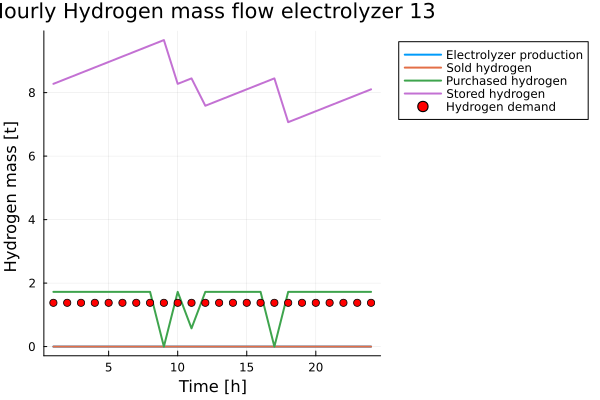 ourly Hydrogen mass flow electrolyzer 13
Electrolyzer production
Sold hydrogen
Purchased hydrogen
Stored hydrogen
Hydrogen demand
Hydrogen mass [t]
8
6
4
2
0
5 10 15 20
Time [h]